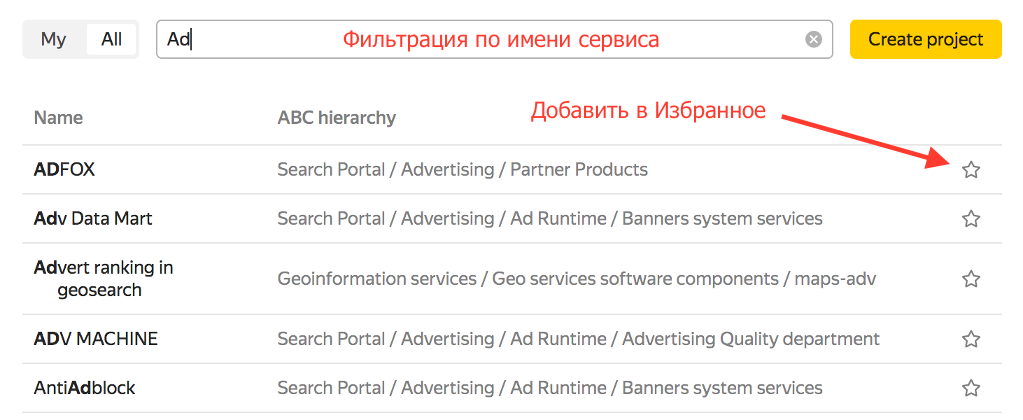 My All Ad Фильтрация по имени сервиса Create project
Добавить в Избранное
Name ABC hierarchy
ADFOX Search Portal / Advertising / Partner Products
Adv Data Mart Search Portal / Advertising / Ad Runtime / Banners system services
Advert ranking in
geosearch Geoinformation services / Geo services software components / maps-adv
ADV MACHINE Search Portal / Advertising / Ad Runtime / Advertising Quality department
AntiAdblock Search Portal / Advertising / Ad Runtime / Banners system services